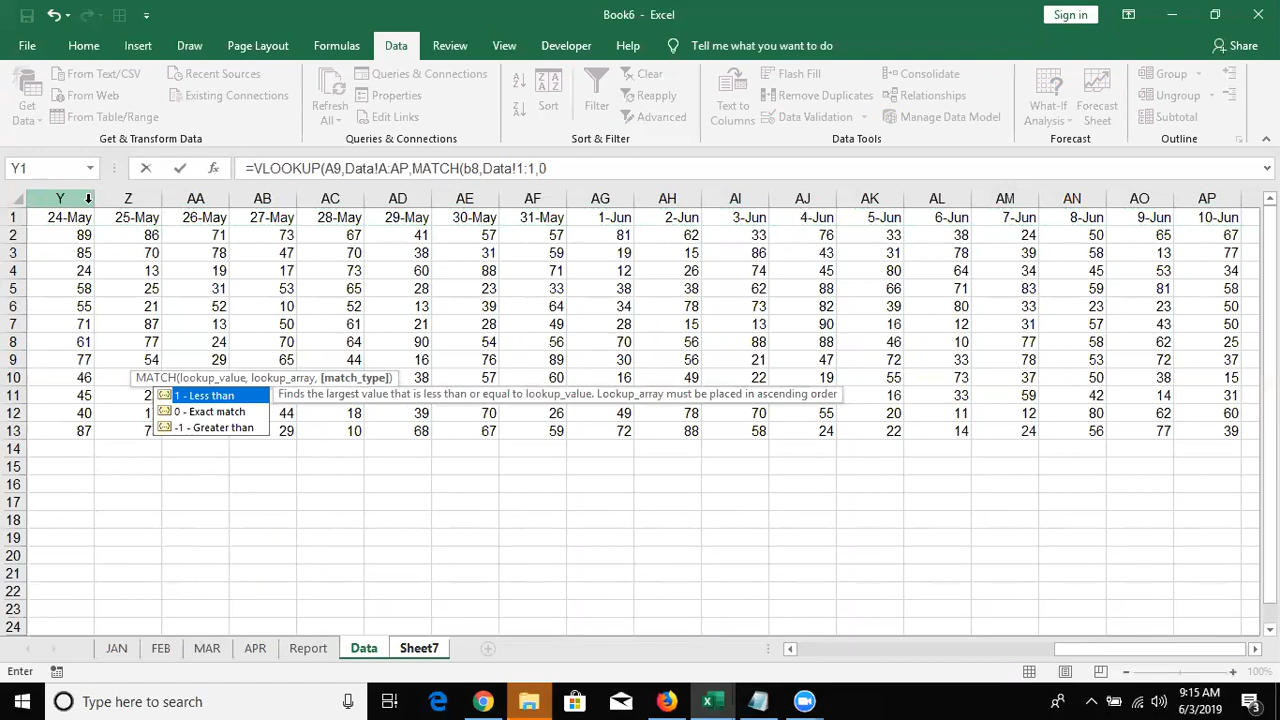 Book6 - Excel
Sign in
File Home Insert Draw Page Layout Formulas Data Review View Developer Help Tell me what you want to do Share
Get Data
From Text/CSV
From Web
From Table/Range
Recent Sources
Existing Connections
Get & Transform Data
Refresh All
Queries & Connections
Properties
Edit Links
Queries & Connections
Sort
Filter
Clear
Reapply
Advanced
Sort & Filter
Text to Columns
Flash Fill
Remove Duplicates
Data Validation
Consolidate
Relationships
Manage Data Model
Data Tools
What-If Analysis
Forecast Sheet
Forecast
Group
Ungroup
Subtotal
Outline
Y1 fx =VLOOKUP(A9,Data!A:AP,MATCH(b8,Data!1:1,0
Y Z AA AB AC AD AE AF AG AH AI AJ AK AL AM AN AO AP
1 24-May 25-May 26-May 27-May 28-May 29-May 30-May 31-May 1-Jun 2-Jun 3-Jun 4-Jun 5-Jun 6-Jun 7-Jun 8-Jun 9-Jun 10-Jun
2 89 86 71 73 67 41 57 57 81 62 33 76 33 38 24 50 65 67
3 85 70 78 47 70 38 31 59 19 15 86 43 31 78 39 58 13 77
4 24 13 19 17 73 60 88 71 12 26 74 45 80 64 34 45 53 34
5 58 25 31 53 65 28 23 33 38 38 62 88 66 71 83 59 81 58
6 55 21 52 10 52 13 39 64 34 78 73 82 39 80 33 23 23 50
7 71 87 13 50 61 21 28 49 28 15 13 90 16 12 31 57 43 50
8 61 77 24 70 64 90 54 56 70 56 88 88 46 10 77 58 62 25
9 77 54 29 65 44 16 76 89 30 56 21 47 72 52 78 53 72 37
10 46 38 57 60 16 49 22 19 55 73 37 50 38 15
MATCH(lookup_value, lookup_array, [match_type])
11 45 2 16 33 59 42 14 31
1 - Less than
Finds the largest value that is less than or equal to lookup_value. Lookup_array must be placed in ascending order
0 - Exact match
12 40 1 44 18 39 70 26 49 37 70 55 20 11 12 80 62 60
-1 - Greater than
13 87 7 29 10 68 67 59 72 88 58 24 22 14 24 56 77 39
14
15
16
17
18
19
20
21
22
23
24
JAN FEB MAR APR Report Data Sheet7
Enter 100%
Type here to search
9:15 AM
6/3/2019
3